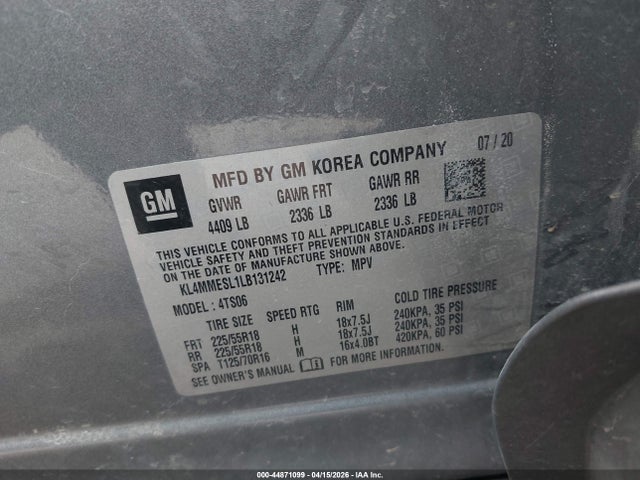 GM
MFD BY GM KOREA COMPANY 07 / 20
GVWR GAWR FRT GAWR RR
4409 LB 2336 LB 2336 LB
THIS VEHICLE CONFORMS TO ALL APPLICABLE U.S. FEDERAL MOTOR
VEHICLE SAFETY AND THEFT PREVENTION STANDARDS IN EFFECT
ON THE DATE OF MANUFACTURE SHOWN ABOVE.
KL4MMESL1LB131242 TYPE: MPV
MODEL: 4TS06
TIRE SIZE SPEED RTG RIM COLD TIRE PRESSURE
FRT 225/55R18 H 18x7.5J 240KPA, 35 PSI
RR 225/55R18 H 18x7.5J 240KPA, 35 PSI
SPA T125/70R16 M 16x4.0BT 420KPA, 60 PSI
SEE OWNER'S MANUAL FOR MORE INFORMATION.
000-44871099 - 04/15/2026 - IAA Inc.